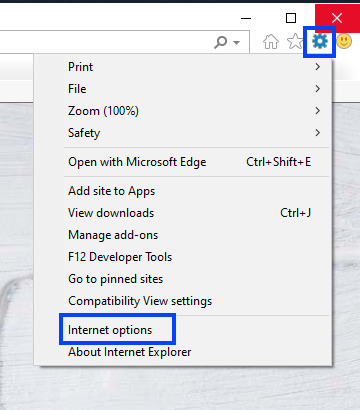 Print
File
Zoom (100%)
Safety
Open with Microsoft Edge Ctrl+Shift+E
Add site to Apps
View downloads Ctrl+J
Manage add-ons
F12 Developer Tools
Go to pinned sites
Compatibility View settings
Internet options
About Internet Explorer